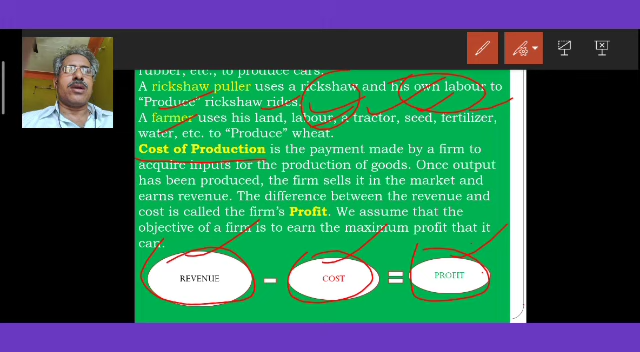 rubber, etc., to produce cars.
A rickshaw puller uses a rickshaw and his own labour to
"Produce" rickshaw rides.
A farmer uses his land, labour, a tractor, seed, fertilizer,
water, etc. to "Produce" wheat.
Cost of Production is the payment made by a firm to
acquire inputs for the production of goods. Once output
has been produced, the firm sells it in the market and
earns revenue. The difference between the revenue and
cost is called the firm's Profit. We assume that the
objective of a firm is to earn the maximum profit that it
can.
REVENUE - COST = PROFIT